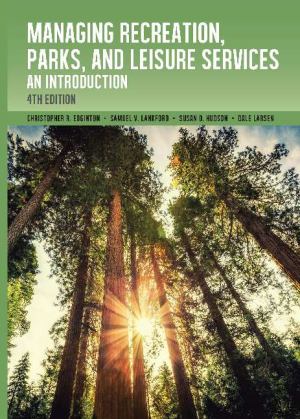 MANAGING RECREATION,
PARKS, AND LEISURE SERVICES
AN INTRODUCTION
4TH EDITION
CHRISTOPHER R. EDGINTON • SAMUEL V. LANKFORD • SUSAN D. HUDSON • DALE LARSEN